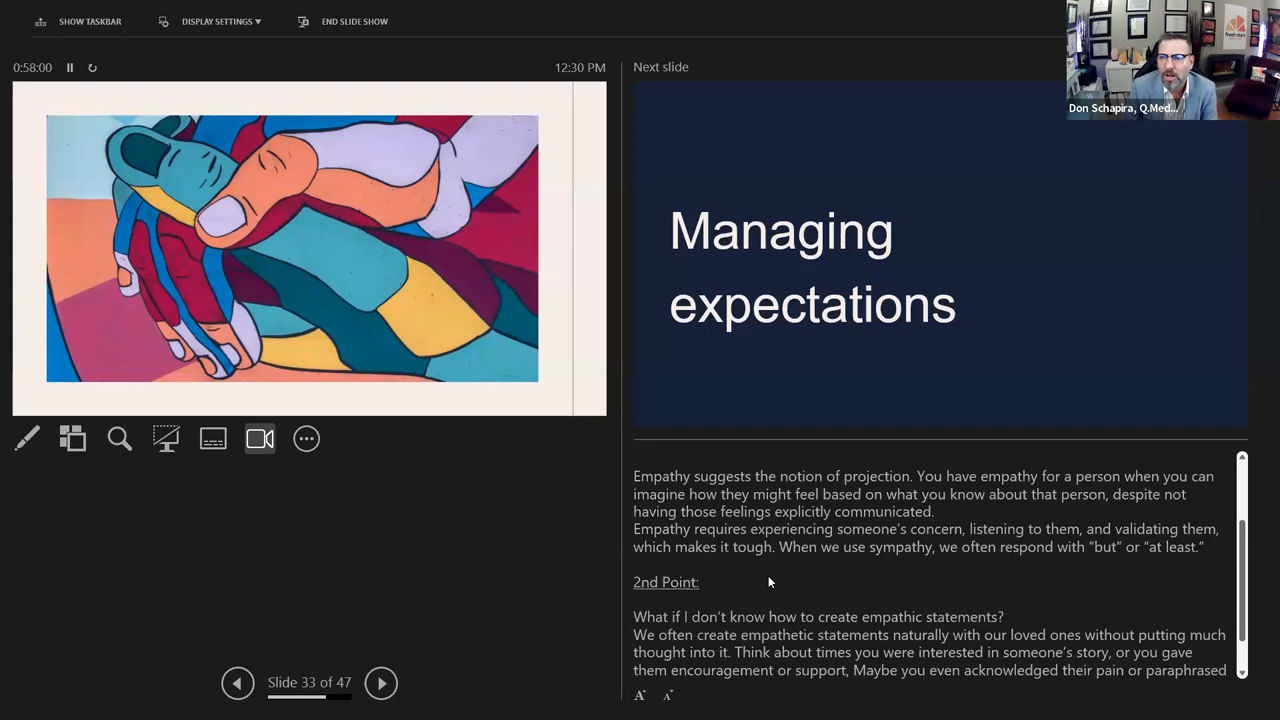 SHOW TASKBAR
DISPLAY SETTINGS ▼
END SLIDE SHOW
0:58:00
12:30 PM
Next slide
fresh start
Don Schapira, Q.Med...
Managing
expectations
Empathy suggests the notion of projection. You have empathy for a person when you can
imagine how they might feel based on what you know about that person, despite not
having those feelings explicitly communicated.
Empathy requires experiencing someone's concern, listening to them, and validating them,
which makes it tough. When we use sympathy, we often respond with “but” or “at least.”
2nd Point:
What if I don't know how to create empathic statements?
We often create empathetic statements naturally with our loved ones without putting much
thought into it. Think about times you were interested in someone's story, or you gave
them encouragement or support, Maybe you even acknowledged their pain or paraphrased
Slide 33 of 47
A A